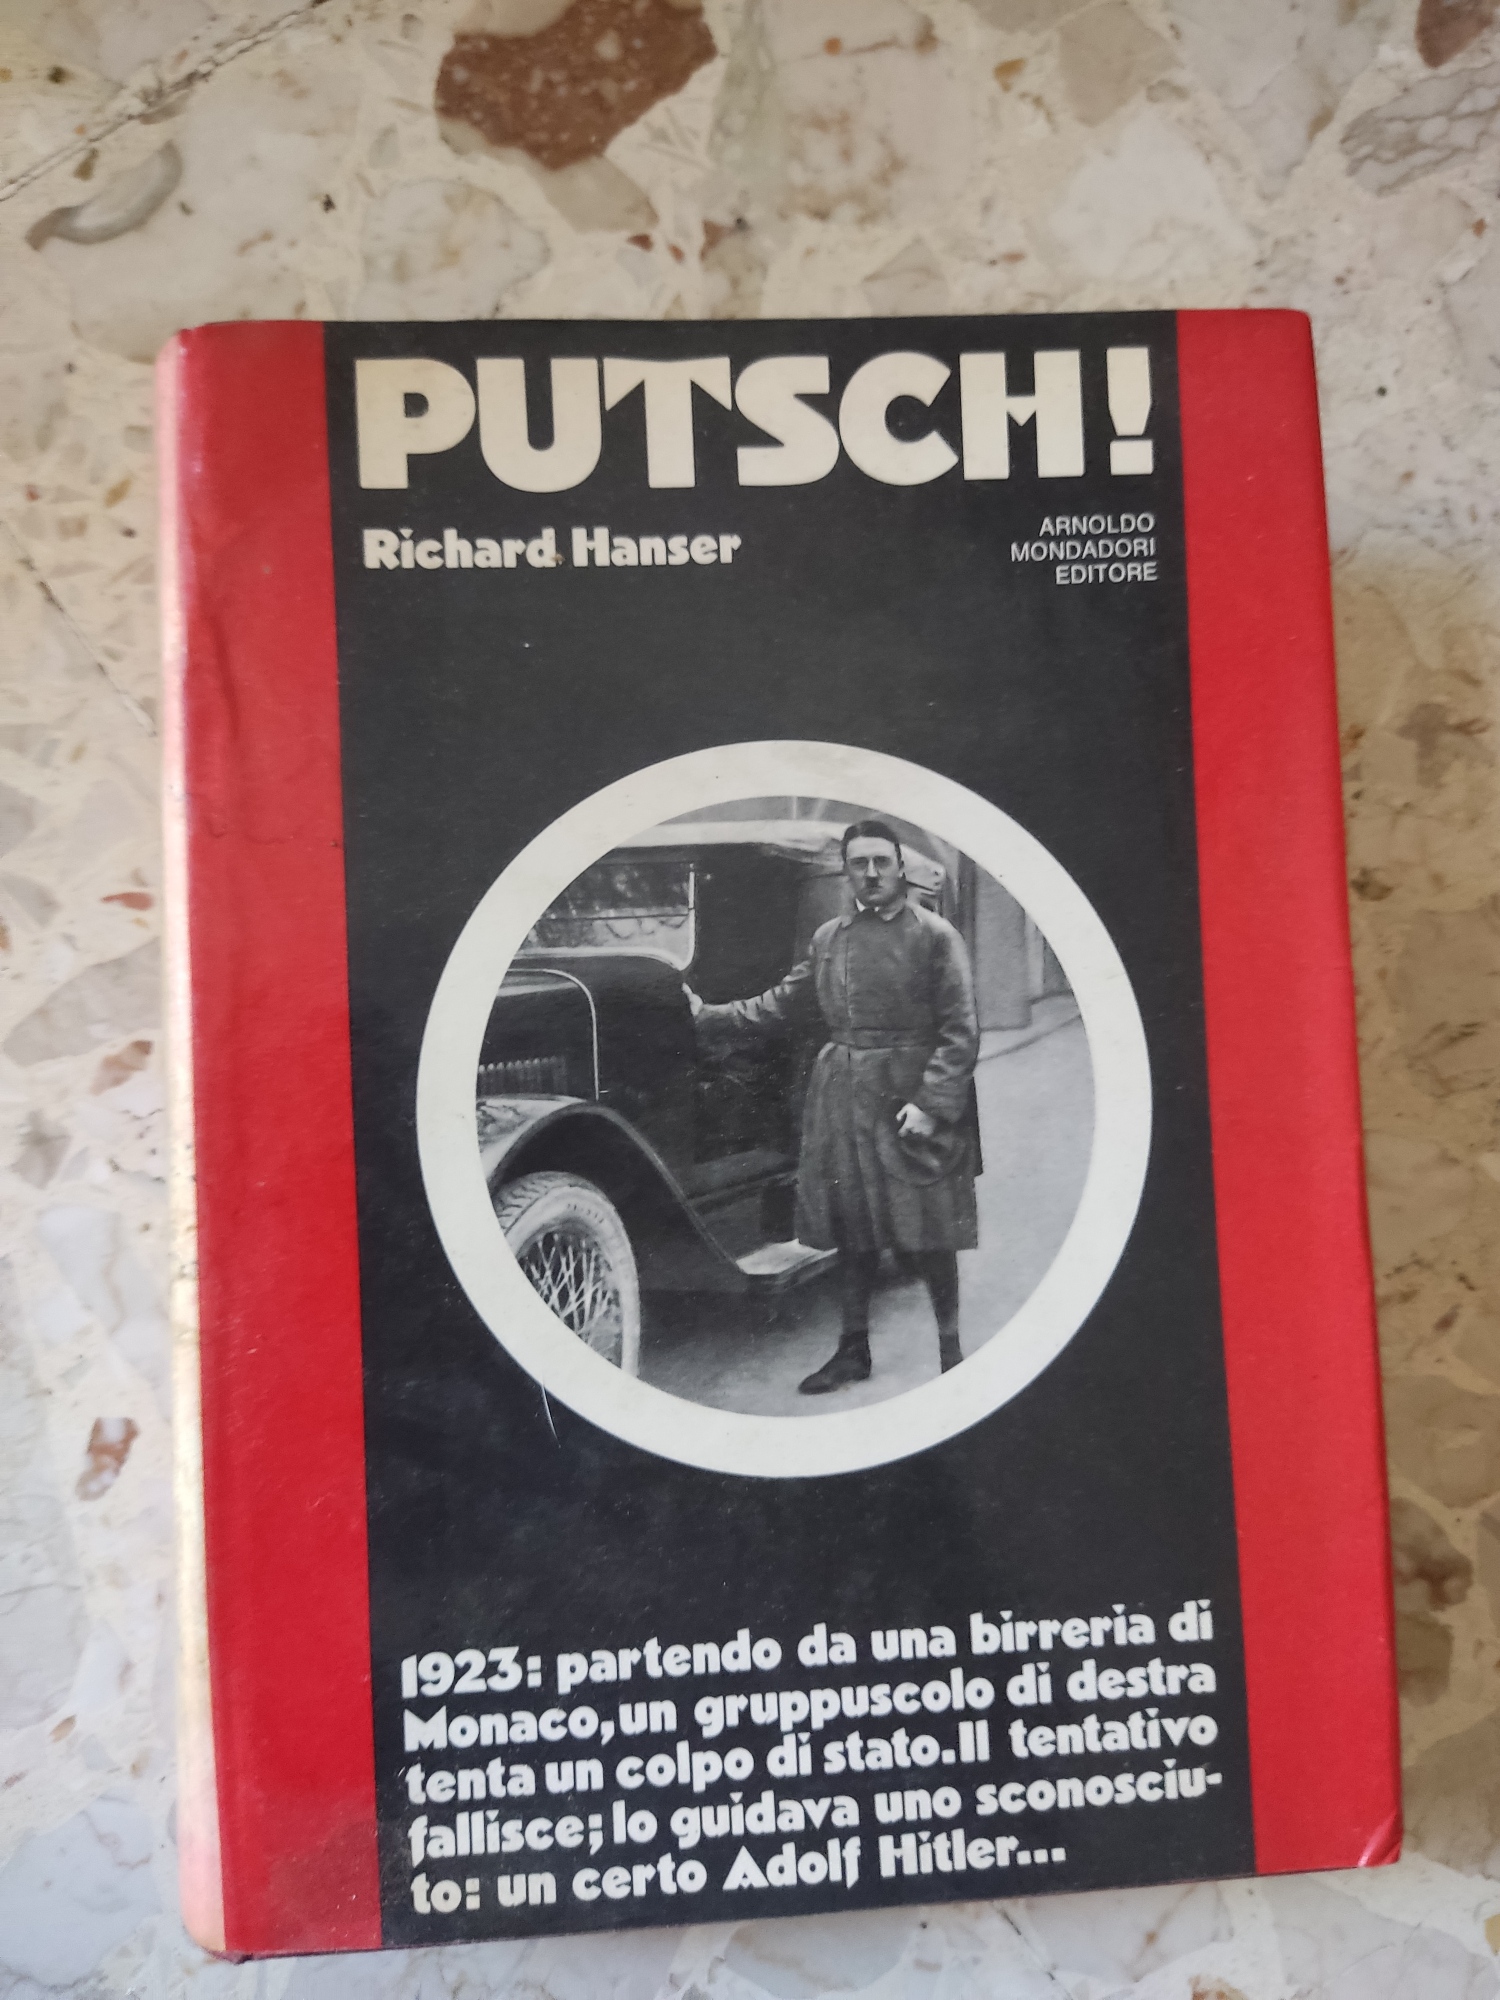 PUTSCH!
Richard Hanser
ARNOLDO
MONDADORI
EDITORE
1923: partendo da una birreria di
Monaco, un gruppuscolo di destra
tenta un colpo di stato. Il tentativo
fallisce; lo guidava uno sconosciu-
to: un certo Adolf Hitler...